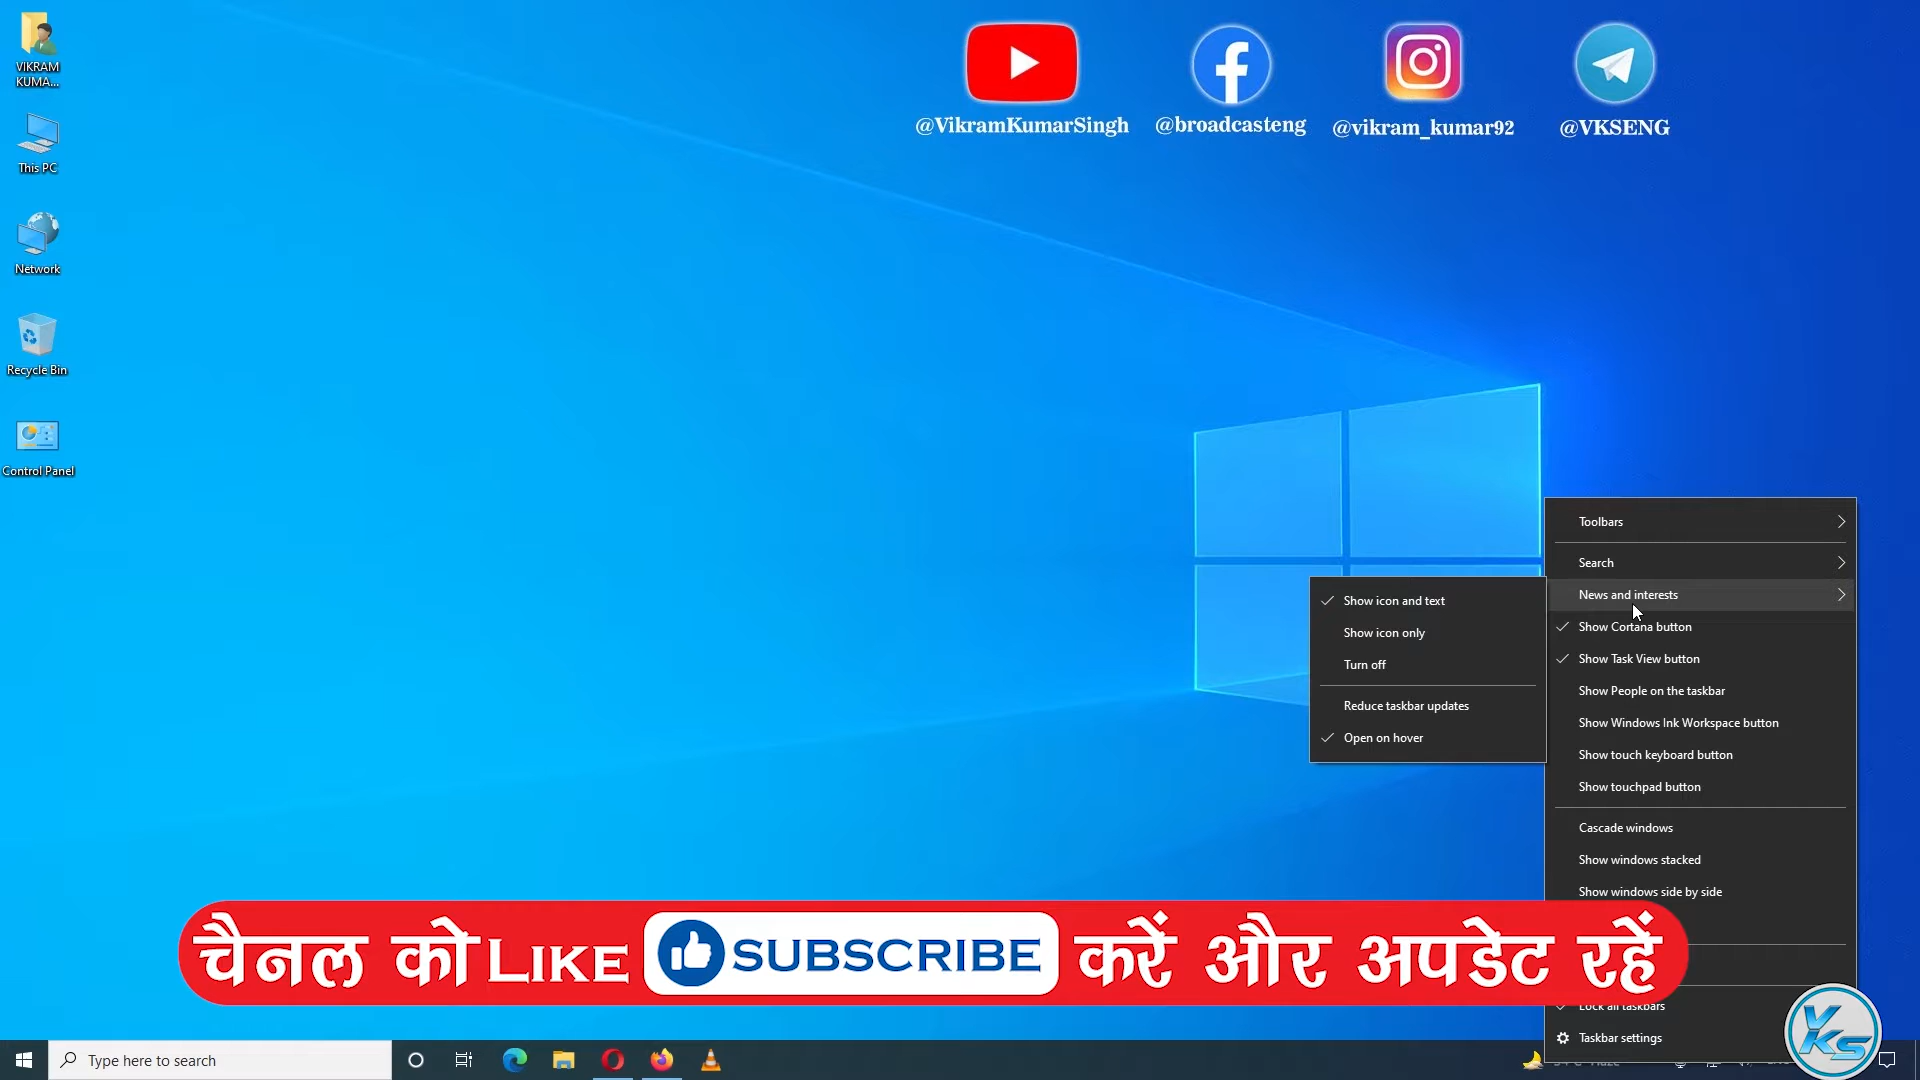 VIKRAM
KUMA...
This PC
Network
Recycle Bin
Control Panel
@VikramKumarSingh
@broadcasteng
@vikram_kumar92
@VKSENG
Toolbars
Search
News and interests
Show Cortana button
Show Task View button
Show People on the taskbar
Show Windows Ink Workspace button
Show touch keyboard button
Show touchpad button
Cascade windows
Show windows stacked
Show windows side by side
Lock all taskbars
Taskbar settings
Show icon and text
Show icon only
Turn off
Reduce taskbar updates
Open on hover
चैनल को LIKE SUBSCRIBE करें और अपडेट रहें
VKS
Type here to search